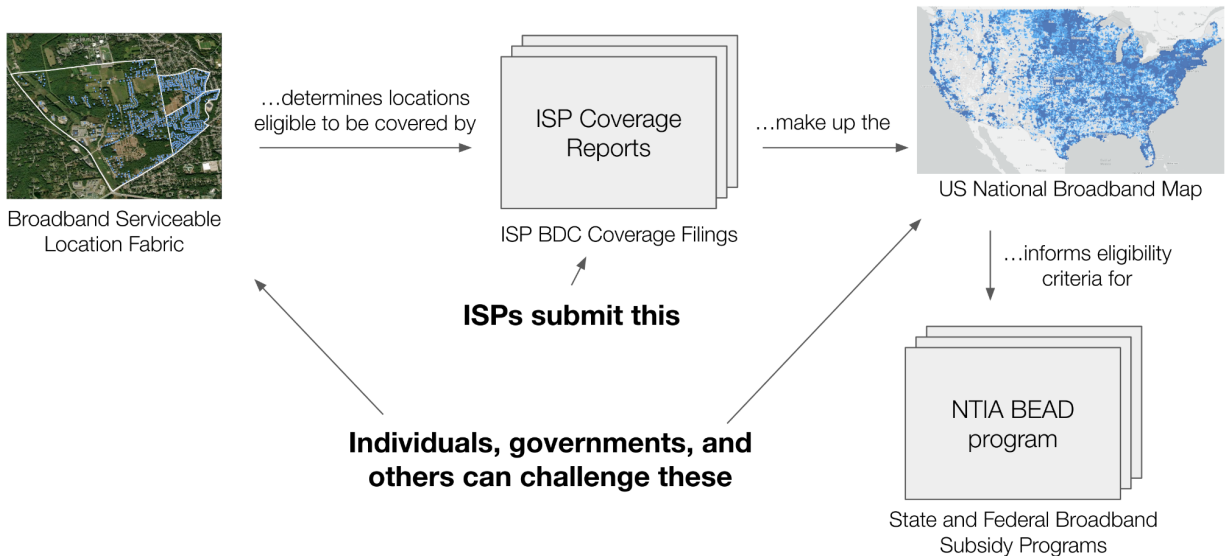 …determines locations
eligible to be covered by
ISP Coverage
Reports
…make up the
US National Broadband Map
Broadband Serviceable
Location Fabric
ISP BDC Coverage Filings
…informs eligibility
criteria for
ISPs submit this
NTIA BEAD
program
Individuals, governments, and
others can challenge these
State and Federal Broadband
Subsidy Programs